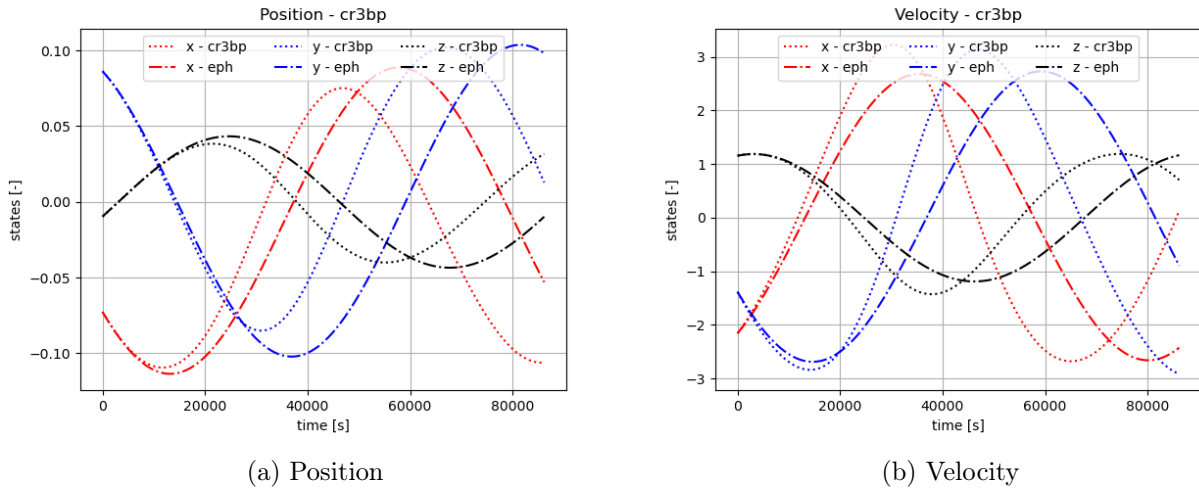 Position - cr3bp
x - cr3bp y - cr3bp z - cr3bp
x - eph y - eph z - eph
0.10
0.05
0.00
−0.05
−0.10
states [-]
0 20000 40000 60000 80000
time [s]
(a) Position
Velocity - cr3bp
x - cr3bp y - cr3bp z - cr3bp
x - eph y - eph z - eph
3
2
1
0
−1
−2
−3
states [-]
0 20000 40000 60000 80000
time [s]
(b) Velocity